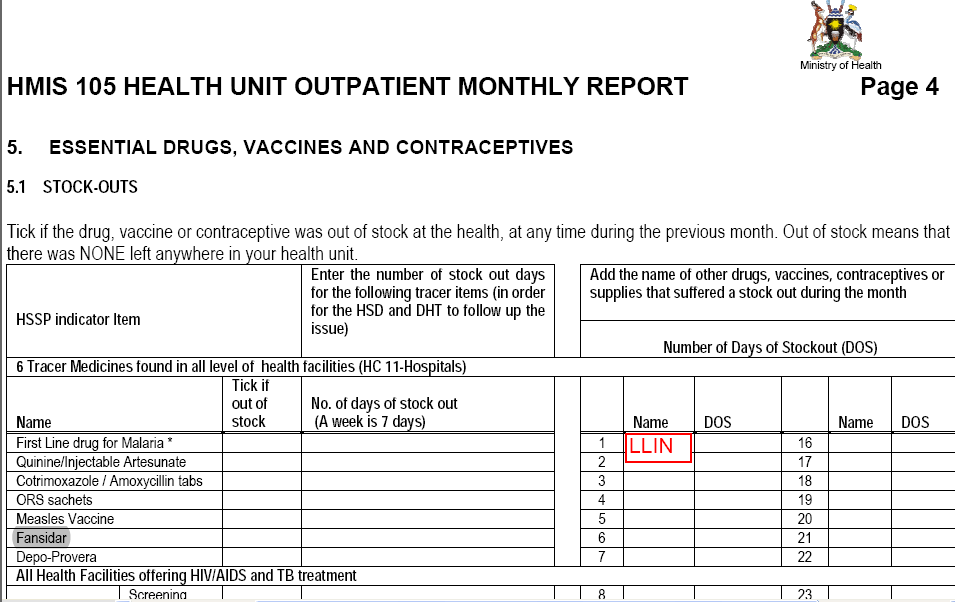 Ministry of Health
HMIS 105 HEALTH UNIT OUTPATIENT MONTHLY REPORT Page 4
5. ESSENTIAL DRUGS, VACCINES AND CONTRACEPTIVES
5.1 STOCK-OUTS
Tick if the drug, vaccine or contraceptive was out of stock at the health, at any time during the previous month. Out of stock means that
there was NONE left anywhere in your health unit.
HSSP indicator Item
Enter the number of stock out days
for the following tracer items (in order
for the HSD and DHT to follow up the
issue)
Add the name of other drugs, vaccines, contraceptives or
supplies that suffered a stock out during the month
Number of Days of Stockout (DOS)
6 Tracer Medicines found in all level of health facilities (HC 11-Hospitals)
Name
Tick if
out of
stock
No. of days of stock out
(A week is 7 days)
Name DOS Name DOS
First Line drug for Malaria * 1 LLIN 16
Quinine/Injectable Artesunate 2 17
Cotrimoxazole / Amoxycillin tabs 3 18
ORS sachets 4 19
Measles Vaccine 5 20
Fansidar 6 21
Depo-Provera 7 22
All Health Facilities offering HIV/AIDS and TB treatment
Screening 8 23